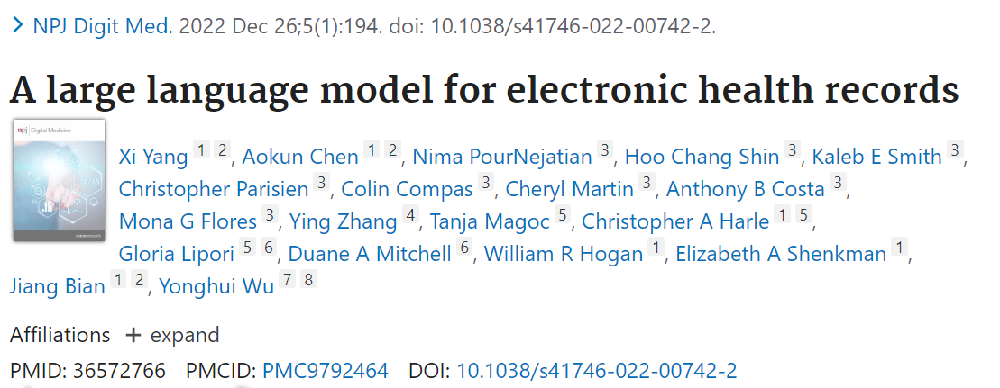 NPJ Digit Med. 2022 Dec 26;5(1):194. doi: 10.1038/s41746-022-00742-2.
A large language model for electronic health records
npj | Digital Medicine
Xi Yang 1 2, Aokun Chen 1 2, Nima PourNejatian 3, Hoo Chang Shin 3, Kaleb E Smith 3,
Christopher Parisien 3, Colin Compas 3, Cheryl Martin 3, Anthony B Costa 3,
Mona G Flores 3, Ying Zhang 4, Tanja Magoc 5, Christopher A Harle 1 5,
Gloria Lipori 5 6, Duane A Mitchell 6, William R Hogan 1, Elizabeth A Shenkman 1,
Jiang Bian 1 2, Yonghui Wu 7 8
Affiliations + expand
PMID: 36572766 PMCID: PMC9792464 DOI: 10.1038/s41746-022-00742-2